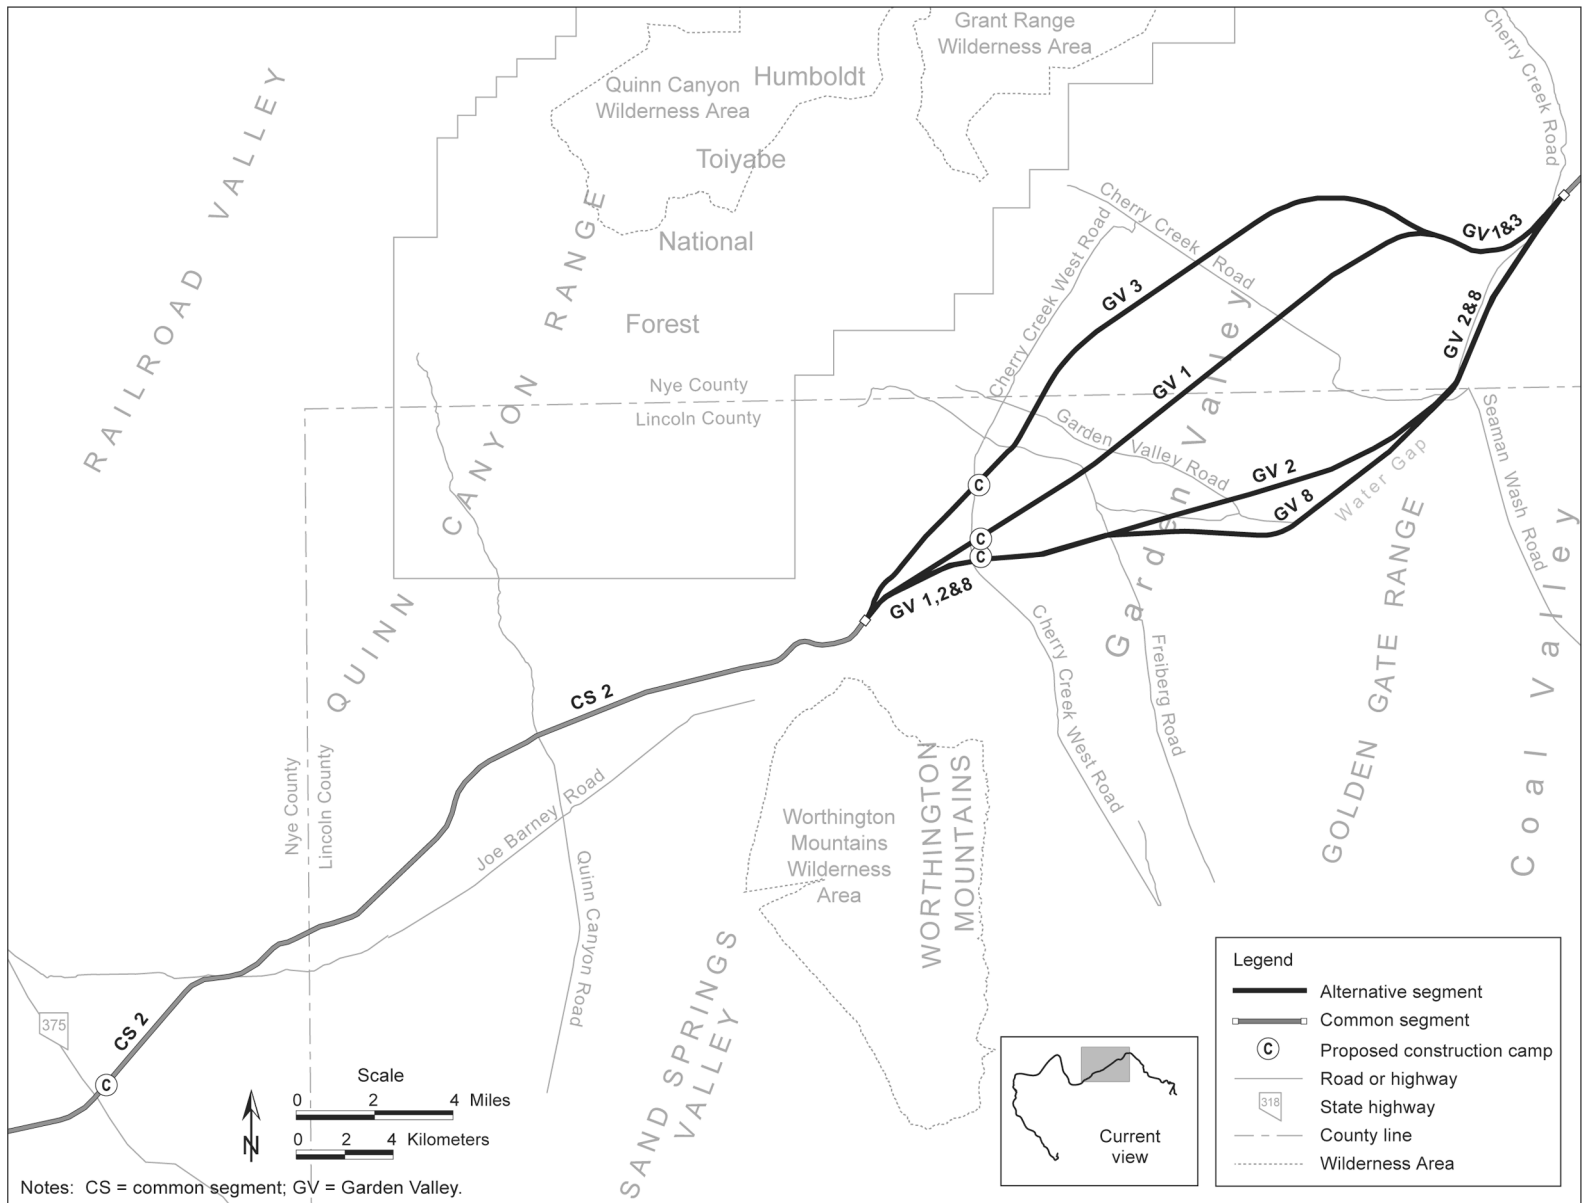 Grant Range
Wilderness Area
Cherry Creek Road
Quinn Canyon
Wilderness Area
Humboldt
Toiyabe
National
Forest
RAILROAD VALLEY
QUINN CANYON RANGE
Cherry Creek Road
Cherry Creek West Road
GV 1&3
GV 3
GV 2&8
GV 1
Nye County
Lincoln County
Garden Valley Road
Garden Valley
GV 2
GV 8
Water Gap
Seaman Wash Road
C
C
C
GV 1,2&8
GOLDEN GATE RANGE
Coal Valley
Cherry Creek West Road
Freiberg Road
CS 2
Nye County
Lincoln County
Joe Barney Road
Quinn Canyon Road
Worthington
Mountains
Wilderness
Area
WORTHINGTON
MOUNTAINS
SAND SPRINGS
VALLEY
375
CS 2
C
Scale
0 2 4 Miles
0 2 4 Kilometers
N
Current
view
Legend
Alternative segment
Common segment
C Proposed construction camp
Road or highway
318 State highway
County line
Wilderness Area
Notes: CS = common segment; GV = Garden Valley.